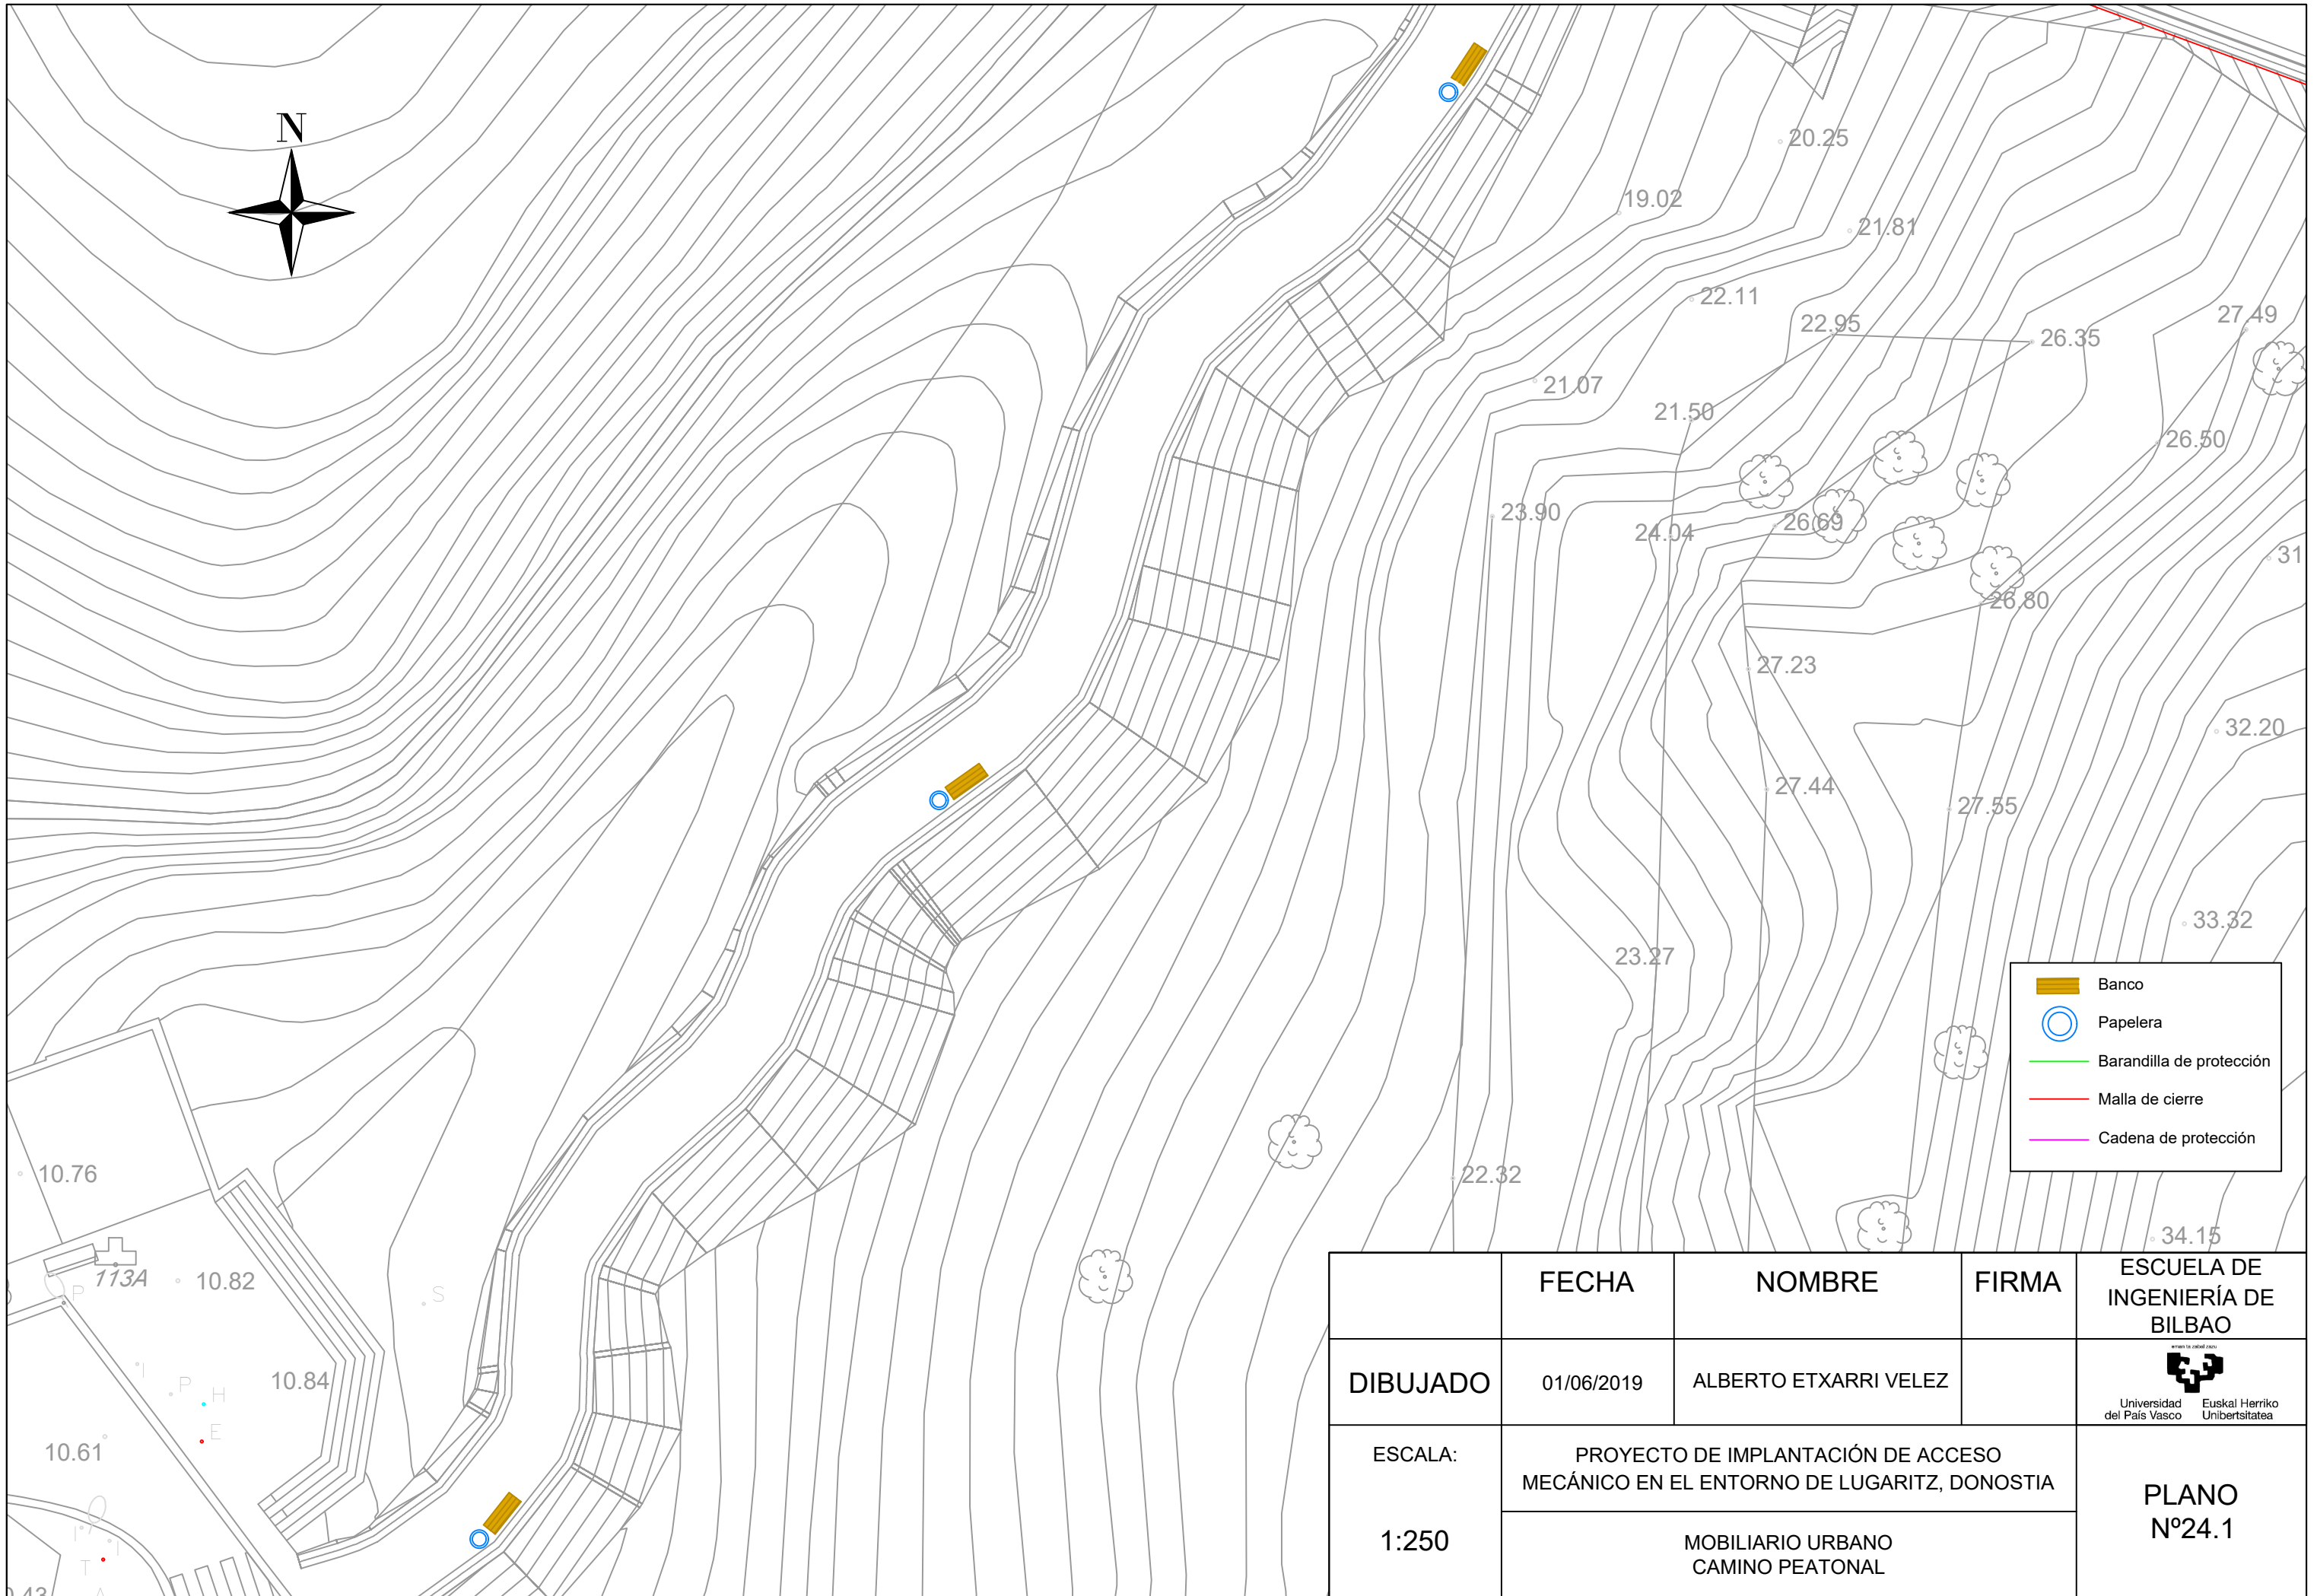 N
20.25
19.02
21.81
22.11
27.49
22.95
26.35
21.07
21.50
26.50
23.90
26.69
24.04
31
26.80
27.23
32.20
27.44
27.55
33.32
23.27
Banco
Papelera
Barandilla de protección
Malla de cierre
Cadena de protección
10.76
22.32
34.15
113A
10.82
P
S
I
P
H
E
10.84
10.61
I
I
T
A
FECHA
NOMBRE
FIRMA
ESCUELA DE
INGENIERÍA DE
BILBAO
DIBUJADO
01/06/2019
ALBERTO ETXARRI VELEZ
eman ta zabal zazu
Universidad
del País Vasco
Euskal Herriko
Unibertsitatea
ESCALA:
1:250
PROYECTO DE IMPLANTACIÓN DE ACCESO
MECÁNICO EN EL ENTORNO DE LUGARITZ, DONOSTIA
MOBILIARIO URBANO
CAMINO PEATONAL
PLANO
Nº24.1